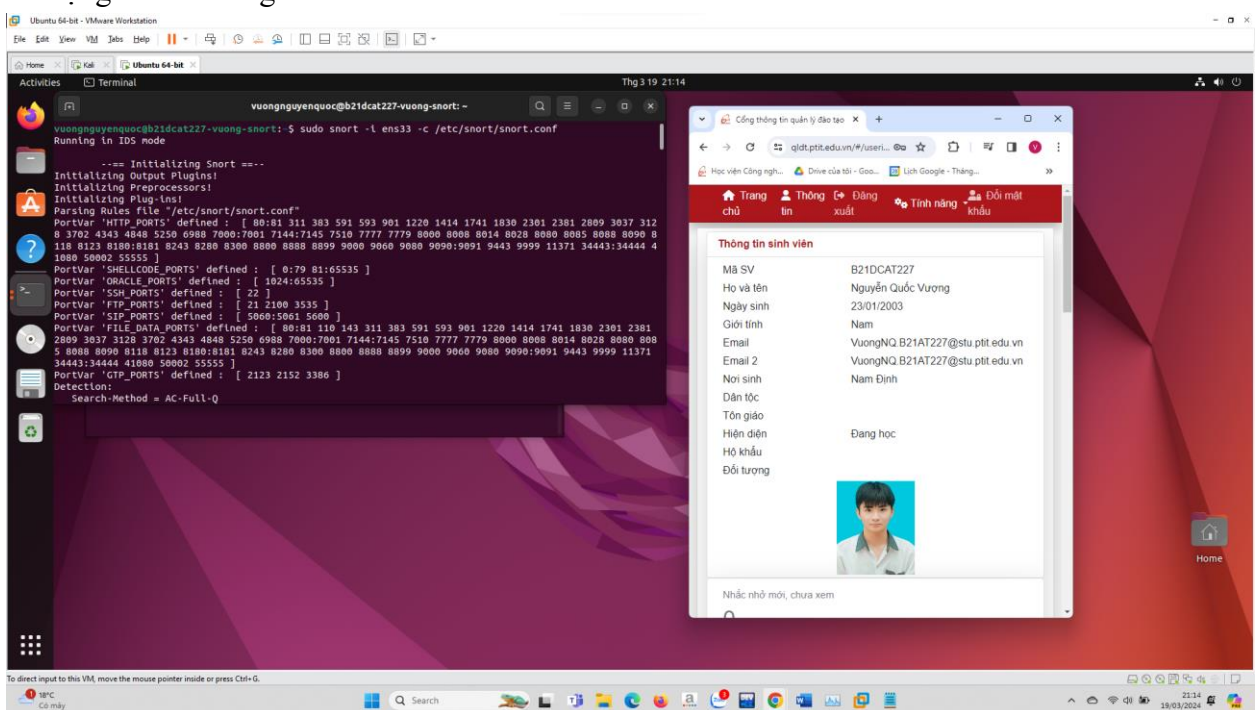 Ubuntu 64-bit - VMware Workstation
File Edit View VM Tabs Help
Home Kali Ubuntu 64-bit
Activities Terminal Thg 3 19 21:14
vuongnguyenquoc@b21dcat227-vuong-snort: ~
vuongnguyenquoc@b21dcat227-vuong-snort:~$ sudo snort -i ens33 -c /etc/snort/snort.conf
Running in IDS mode
--== Initializing Snort ==--
Initializing Output Plugins!
Initializing Preprocessors!
Initializing Plug-ins!
Parsing Rules file "/etc/snort/snort.conf"
PortVar 'HTTP_PORTS' defined : [ 80:81 311 383 591 593 901 1220 1414 1741 1830 2301 2381 2809 3037 312
8 3702 4343 4848 5250 6988 7000:7001 7144:7145 7510 7777 7779 8000 8008 8014 8028 8080 8085 8088 8090 8
118 8123 8180:8181 8243 8280 8300 8800 8888 8899 9000 9060 9080 9090:9091 9443 9999 11371 34443:34444 4
1080 50002 55555 ]
PortVar 'SHELLCODE_PORTS' defined : [ 0:79 81:65535 ]
PortVar 'ORACLE_PORTS' defined : [ 1024:65535 ]
PortVar 'SSH_PORTS' defined : [ 22 ]
PortVar 'FTP_PORTS' defined : [ 21 2100 3535 ]
PortVar 'SIP_PORTS' defined : [ 5060:5061 5600 ]
PortVar 'FILE_DATA_PORTS' defined : [ 80:81 110 143 311 383 591 593 901 1220 1414 1741 1830 2301 2381
2809 3037 3128 3702 4343 4848 5250 6988 7000:7001 7144:7145 7510 7777 7779 8000 8008 8014 8028 8080 808
5 8088 8090 8118 8123 8180:8181 8243 8280 8300 8800 8888 8899 9000 9060 9080 9090:9091 9443 9999 11371
34443:34444 41080 50002 55555 ]
PortVar 'GTP_PORTS' defined : [ 2123 2152 3386 ]
Detection:
Search-Method = AC-Full-Q
Cổng thông tin quản lý đào tạo
qldt.ptit.edu.vn/#/useri...
Học viện Công ngh... Drive của tôi - Goo... Lịch Google - Tháng...
Trang chủ
Thông tin
Đăng xuất
Tính năng
Đổi mật khẩu
Thông tin sinh viên
Mã SV B21DCAT227
Họ và tên Nguyễn Quốc Vượng
Ngày sinh 23/01/2003
Giới tính Nam
Email VuongNQ.B21AT227@stu.ptit.edu.vn
Email 2 VuongNQ.B21AT227@stu.ptit.edu.vn
Nơi sinh Nam Định
Dân tộc
Tôn giáo
Hiện diện Đang học
Hộ khẩu
Đối tượng
Nhắc nhở mới, chưa xem
Home
To direct input to this VM, move the mouse pointer inside or press Ctrl+G.
18°C
Có mây
Search
21:14
19/03/2024